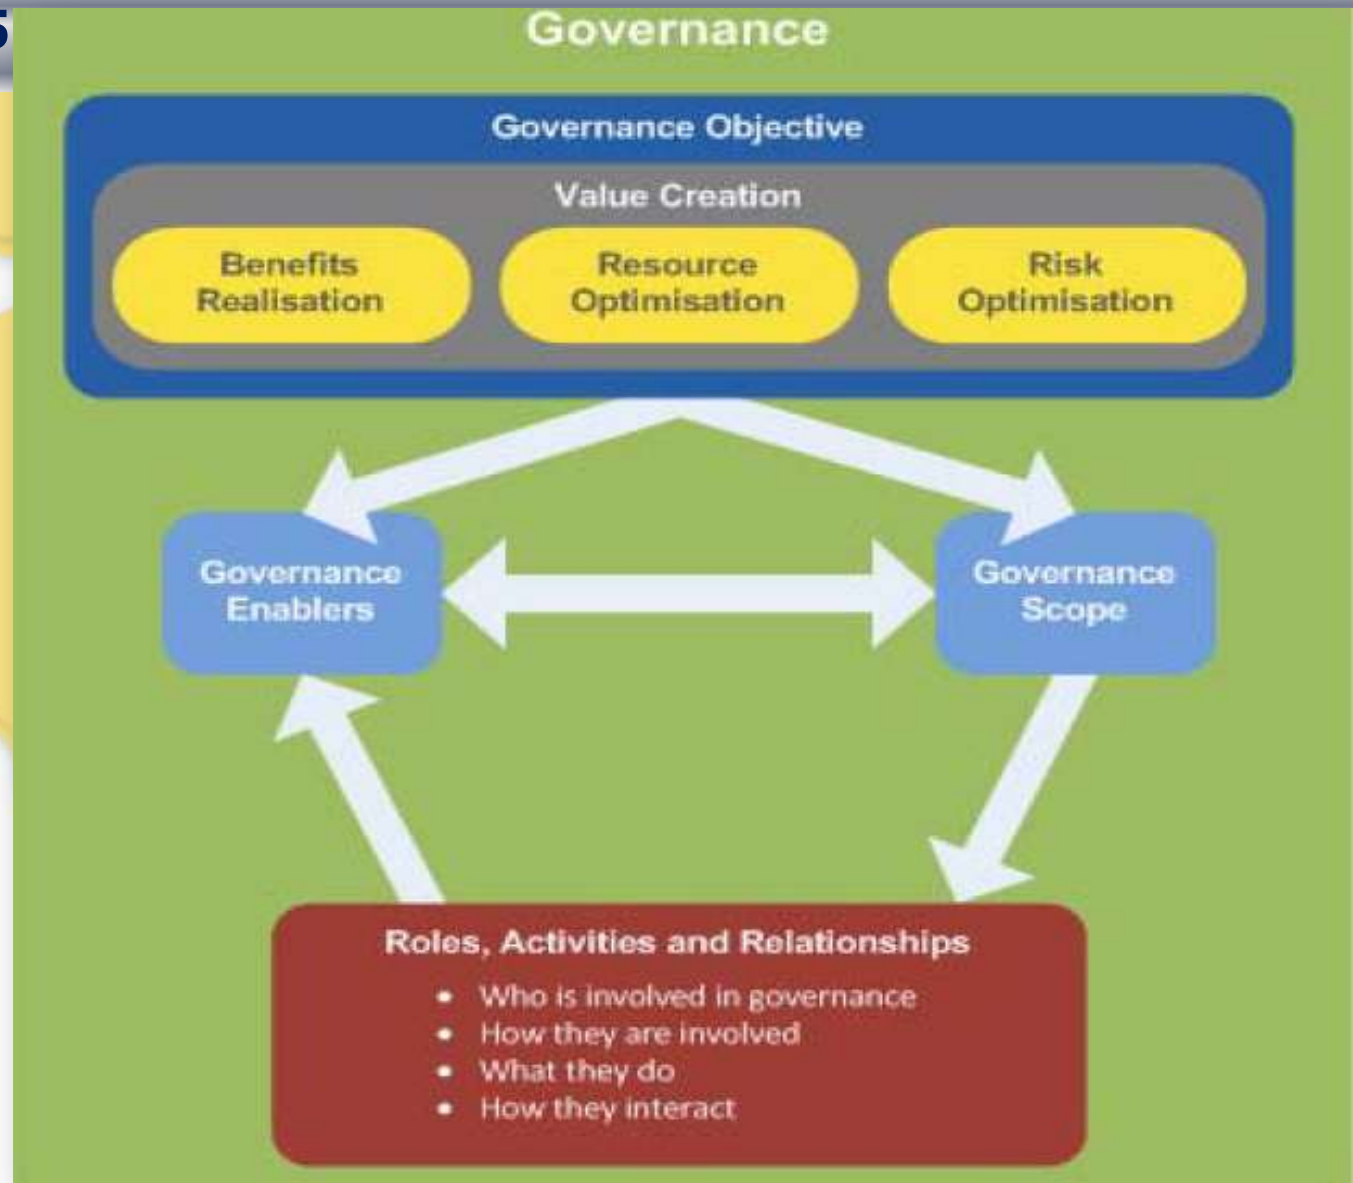 5
Governance
Governance Objective
Value Creation
Benefits
Realisation
Resource
Optimisation
Risk
Optimisation
Governance
Enablers
Governance
Scope
Roles, Activities and Relationships
• Who is involved in governance
• How they are involved
• What they do
• How they interact